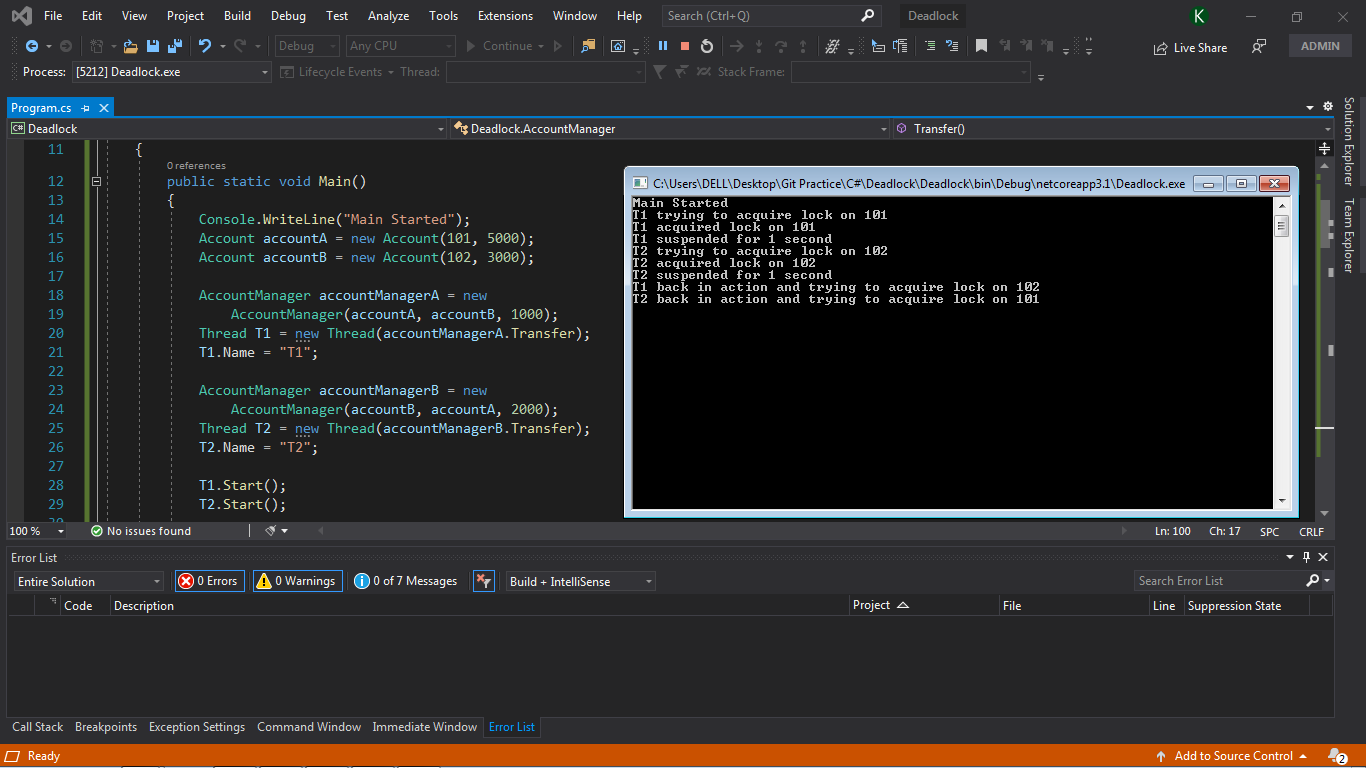 File Edit View Project Build Debug Test Analyze Tools Extensions Window Help Search (Ctrl+Q) Deadlock K
Debug Any CPU Continue Live Share ADMIN
Process: [5212] Deadlock.exe Lifecycle Events Thread: Stack Frame:
Program.cs
C# Deadlock Deadlock.AccountManager Transfer()
Solution Explorer
Team Explorer
11 {
0 references
12 public static void Main()
13 {
14 Console.WriteLine("Main Started");
15 Account accountA = new Account(101, 5000);
16 Account accountB = new Account(102, 3000);
17
18 AccountManager accountManagerA = new
19 AccountManager(accountA, accountB, 1000);
20 Thread T1 = new Thread(accountManagerA.Transfer);
21 T1.Name = "T1";
22
23 AccountManager accountManagerB = new
24 AccountManager(accountB, accountA, 2000);
25 Thread T2 = new Thread(accountManagerB.Transfer);
26 T2.Name = "T2";
27
28 T1.Start();
29 T2.Start();
C:\Users\DELL\Desktop\Git Practice\C#\Deadlock\Deadlock\bin\Debug\netcoreapp3.1\Deadlock.exe
Main Started
T1 trying to acquire lock on 101
T1 acquired lock on 101
T1 suspended for 1 second
T2 trying to acquire lock on 102
T2 acquired lock on 102
T2 suspended for 1 second
T1 back in action and trying to acquire lock on 102
T2 back in action and trying to acquire lock on 101
100 % No issues found Ln: 100 Ch: 17 SPC CRLF
Error List
Entire Solution 0 Errors 0 Warnings 0 of 7 Messages Build + IntelliSense Search Error List
Code Description Project File Line Suppression State
Call Stack Breakpoints Exception Settings Command Window Immediate Window Error List
Ready Add to Source Control 2